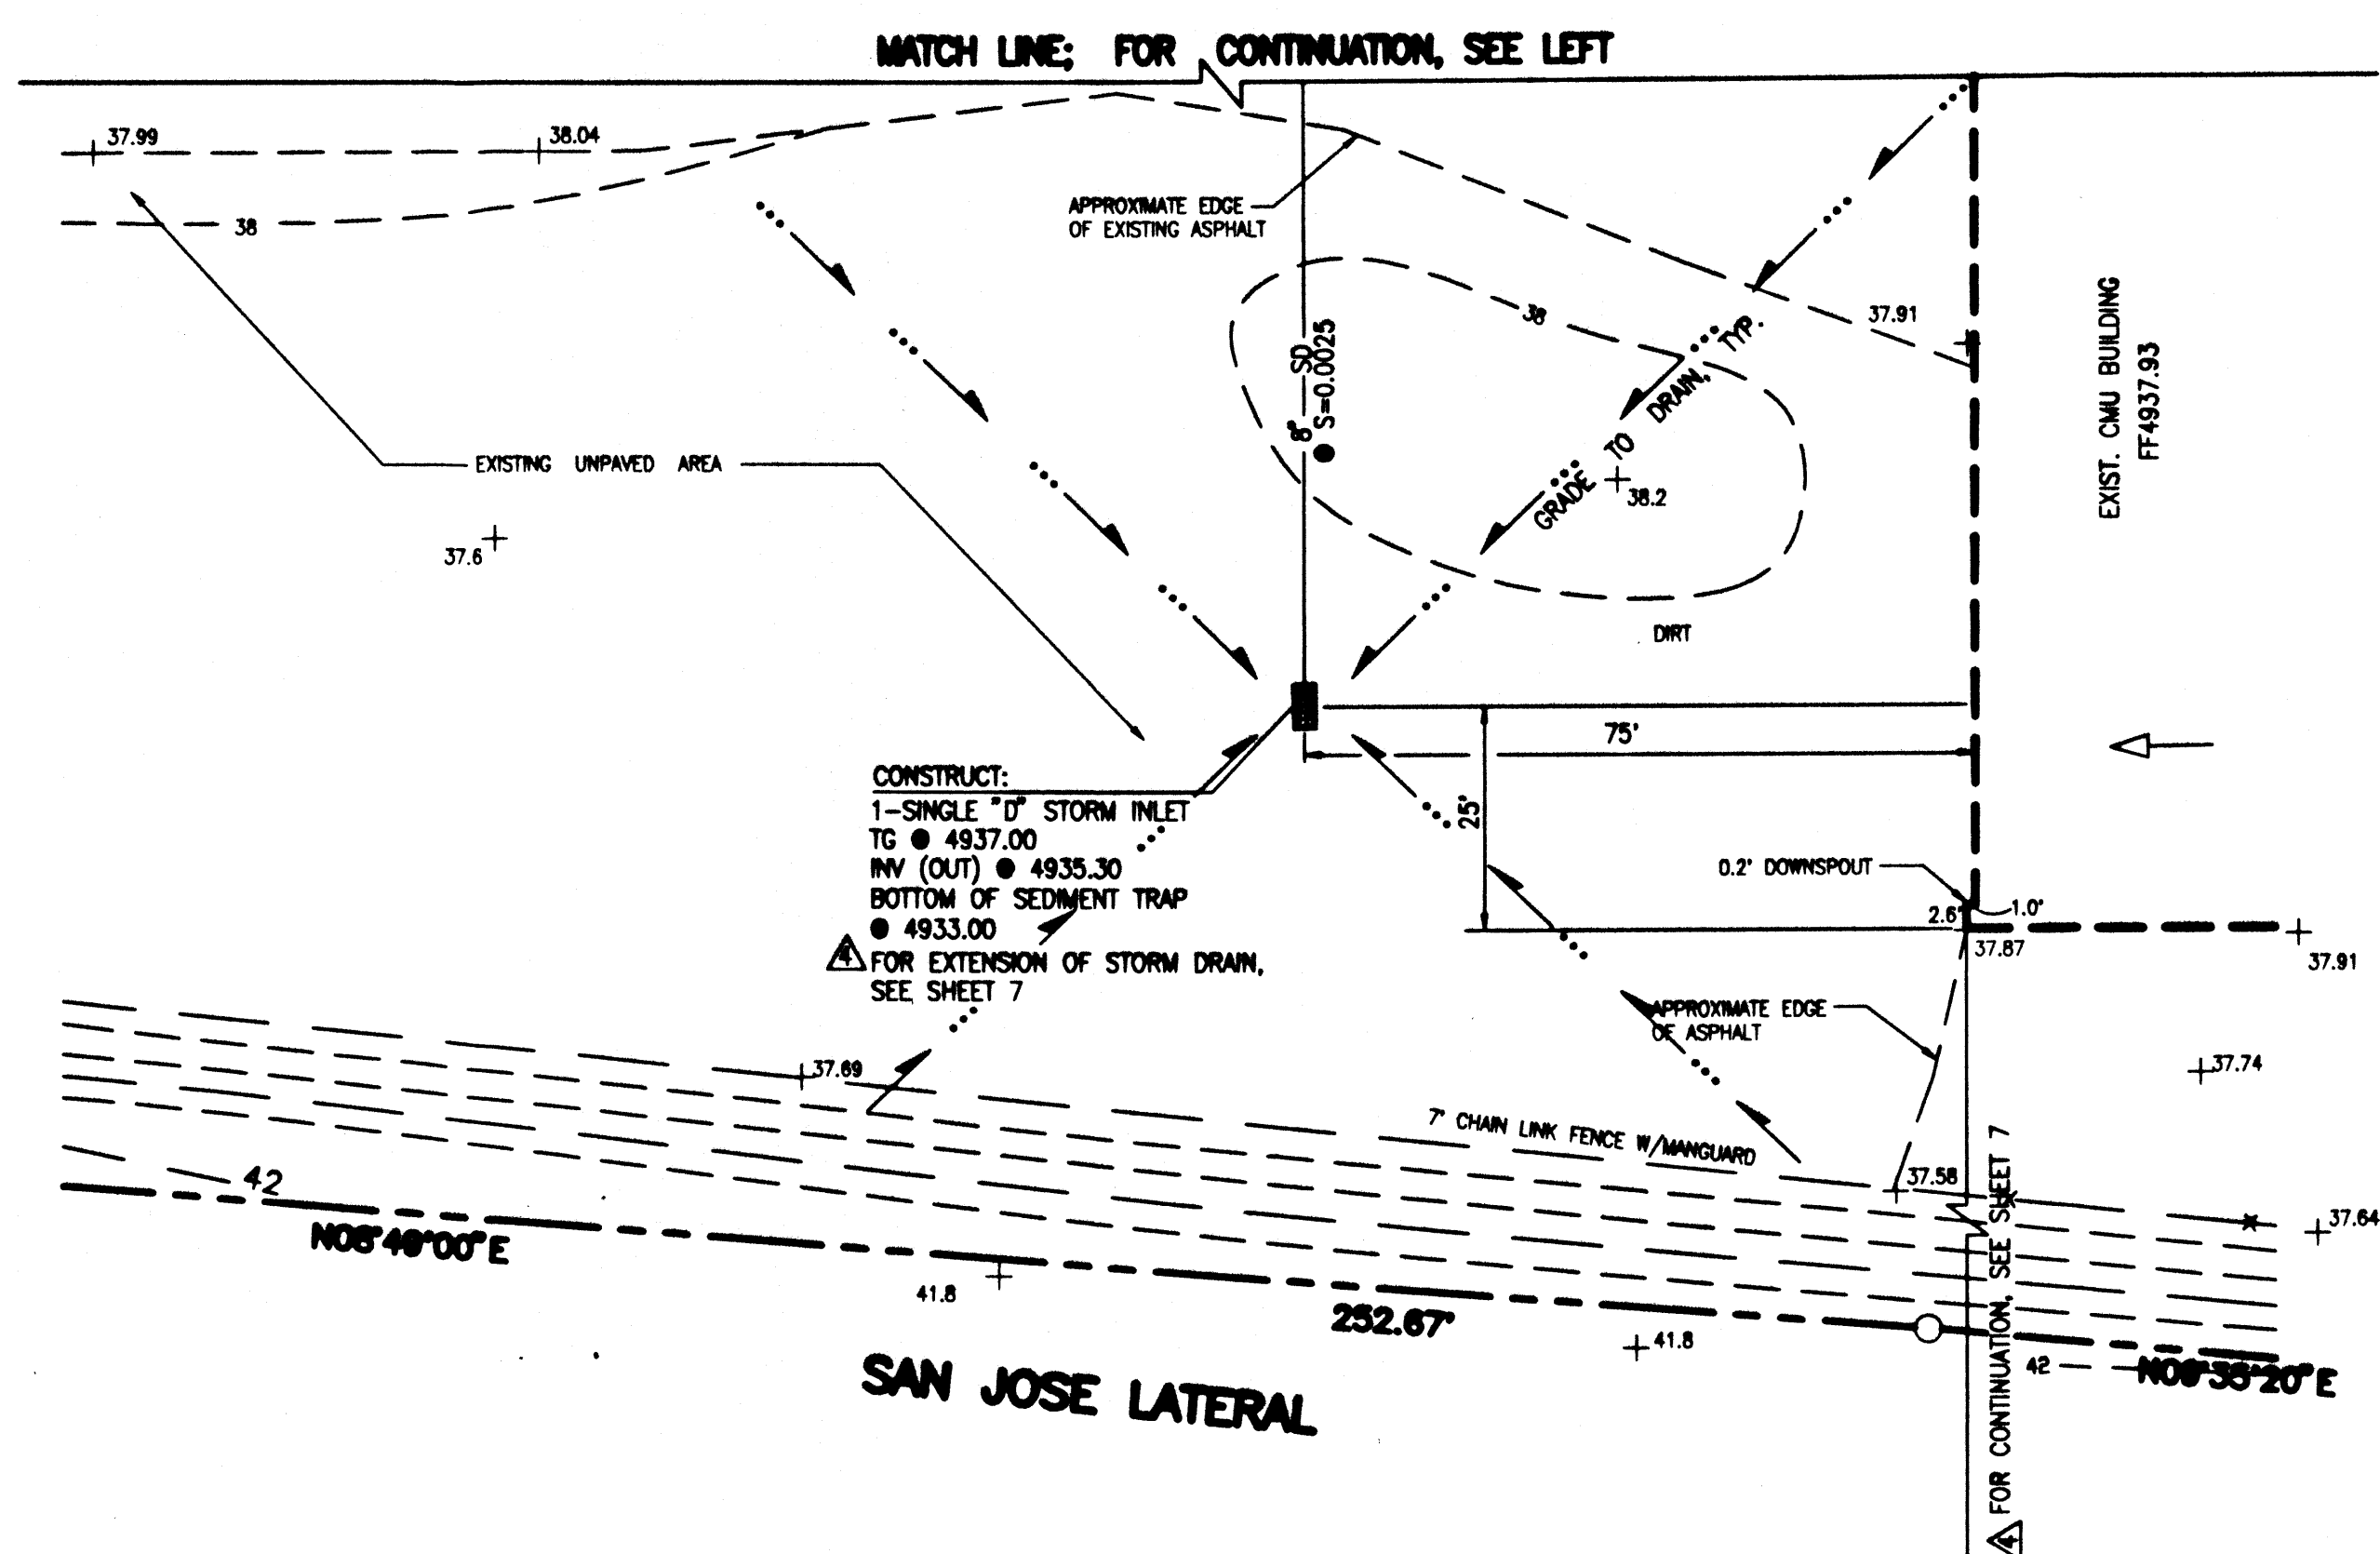 MATCH LINE; FOR CONTINUATION, SEE LEFT
37.99
38.04
38
APPROXIMATE EDGE
OF EXISTING ASPHALT
38
37.91
8" SD
S=0.0025
GRADE TO DRAIN, TYP.
38.2
EXIST. CMU BUILDING
FF4937.93
EXISTING UNPAVED AREA
37.6
DIRT
75'
25'
CONSTRUCT:
1-SINGLE "D" STORM INLET
TG ● 4937.00
INV (OUT) ● 4935.30
BOTTOM OF SEDIMENT TRAP
● 4933.00
4 FOR EXTENSION OF STORM DRAIN,
SEE SHEET 7
0.2' DOWNSPOUT
2.6'
1.0'
37.87
37.91
APPROXIMATE EDGE
OF ASPHALT
37.74
37.69
7' CHAIN LINK FENCE W/MANGUARD
37.58
37.64
42
41.8
252.67'
41.8
42
SAN JOSE LATERAL
4 FOR CONTINUATION, SEE SHEET 7